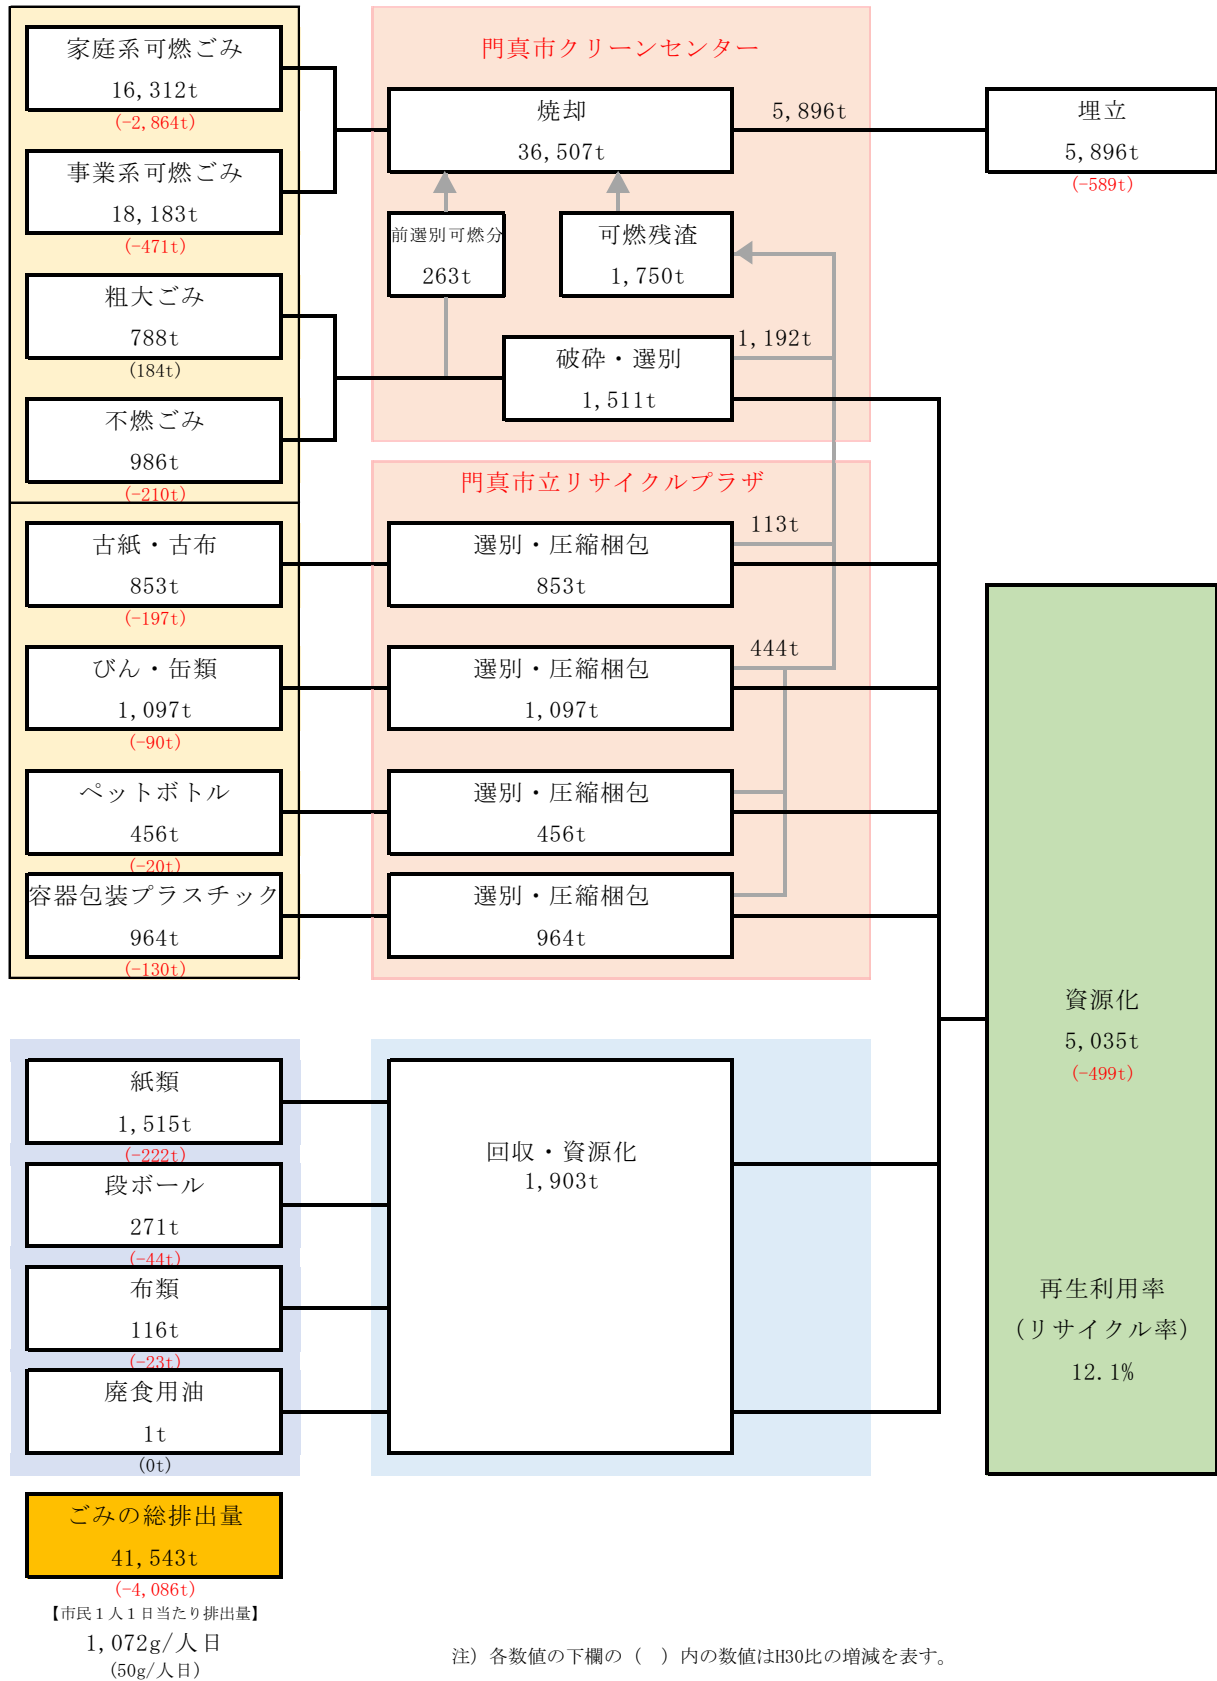 家庭系可燃ごみ
16,312t
(-2,864t)
事業系可燃ごみ
18,183t
(-471t)
粗大ごみ
788t
(184t)
不燃ごみ
986t
(-210t)
古紙・古布
853t
(-197t)
びん・缶類
1,097t
(-90t)
ペットボトル
456t
(-20t)
容器包装プラスチック
964t
(-130t)
門真市クリーンセンター
焼却
36,507t
5,896t
前選別可燃分
263t
可燃残渣
1,750t
破砕・選別
1,511t
1,192t
門真市立リサイクルプラザ
選別・圧縮梱包
853t
113t
選別・圧縮梱包
1,097t
444t
選別・圧縮梱包
456t
選別・圧縮梱包
964t
埋立
5,896t
(-589t)
紙類
1,515t
(-222t)
段ボール
271t
(-44t)
布類
116t
(-23t)
廃食用油
1t
(0t)
回収・資源化
1,903t
資源化
5,035t
(-499t)
再生利用率
(リサイクル率)
12.1%
ごみの総排出量
41,543t
(-4,086t)
【市民1人1日当たり排出量】
1,072g/人日
(50g/人日)
注）各数値の下欄の（　）内の数値はH30比の増減を表す。